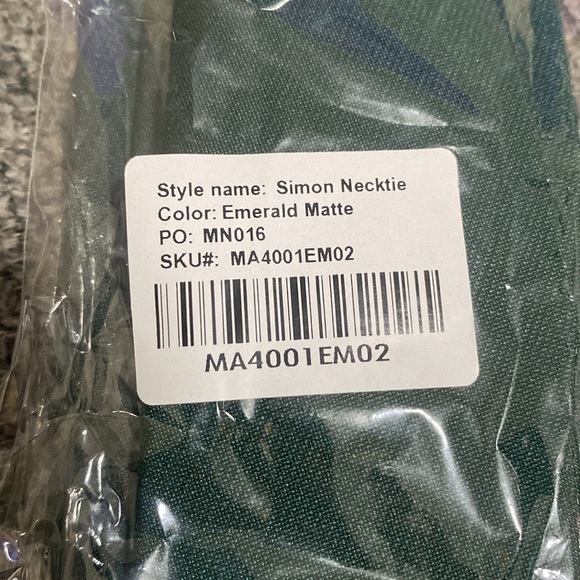 Style name: Simon Necktie
Color: Emerald Matte
PO: MN016
SKU#: MA4001EM02
MA4001EM02